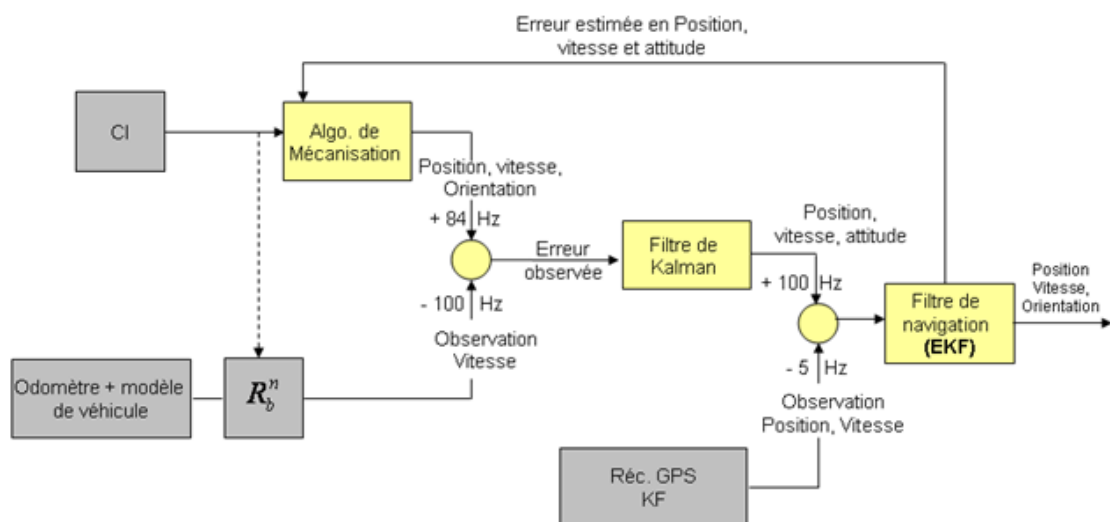 Erreur estimée en Position,
vitesse et attitude
CI
Algo. de
Mécanisation
Position, vitesse,
Orientation
+ 84 Hz
Erreur
observée
Filtre de
Kalman
Position,
vitesse, attitude
+ 100 Hz
Filtre de
navigation
(EKF)
Position
Vitesse,
Orientation
- 100 Hz
Observation
Vitesse
- 5 Hz
Observation
Position, Vitesse
Odomètre + modèle
de véhicule
R_b^n
Réc. GPS
KF